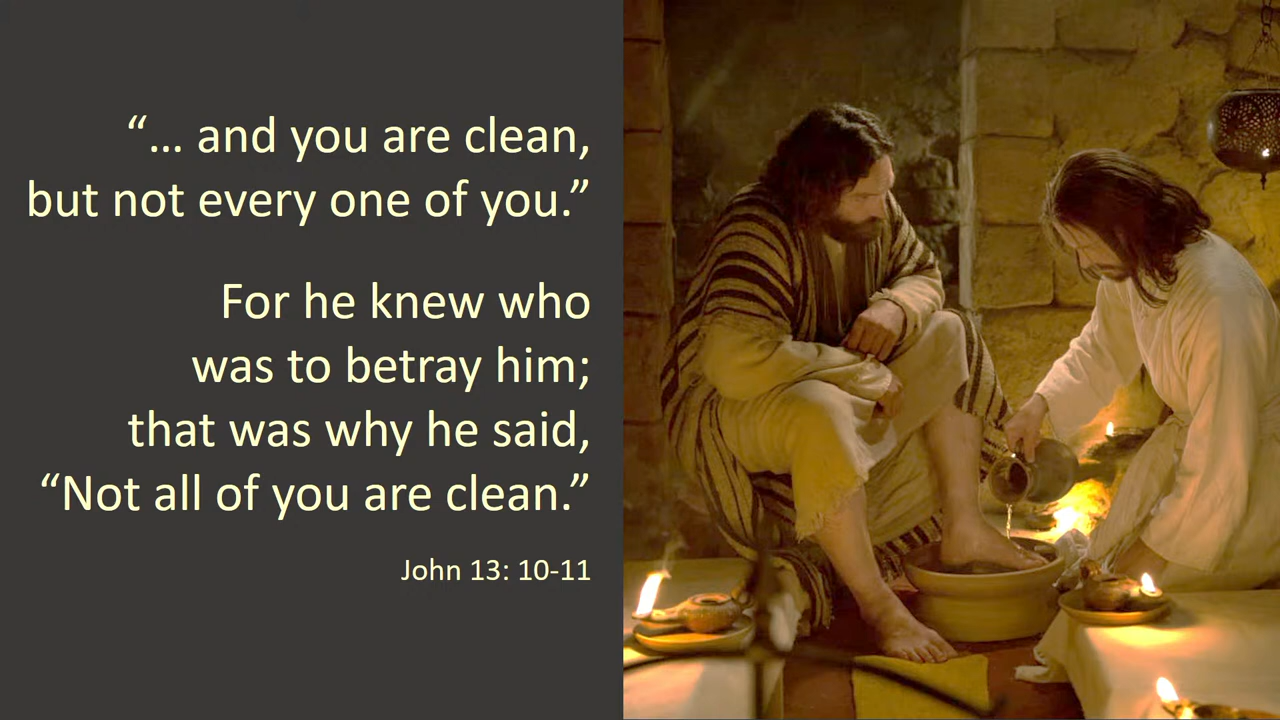 “… and you are clean,
but not every one of you.”
For he knew who
was to betray him;
that was why he said,
“Not all of you are clean.”
John 13: 10-11